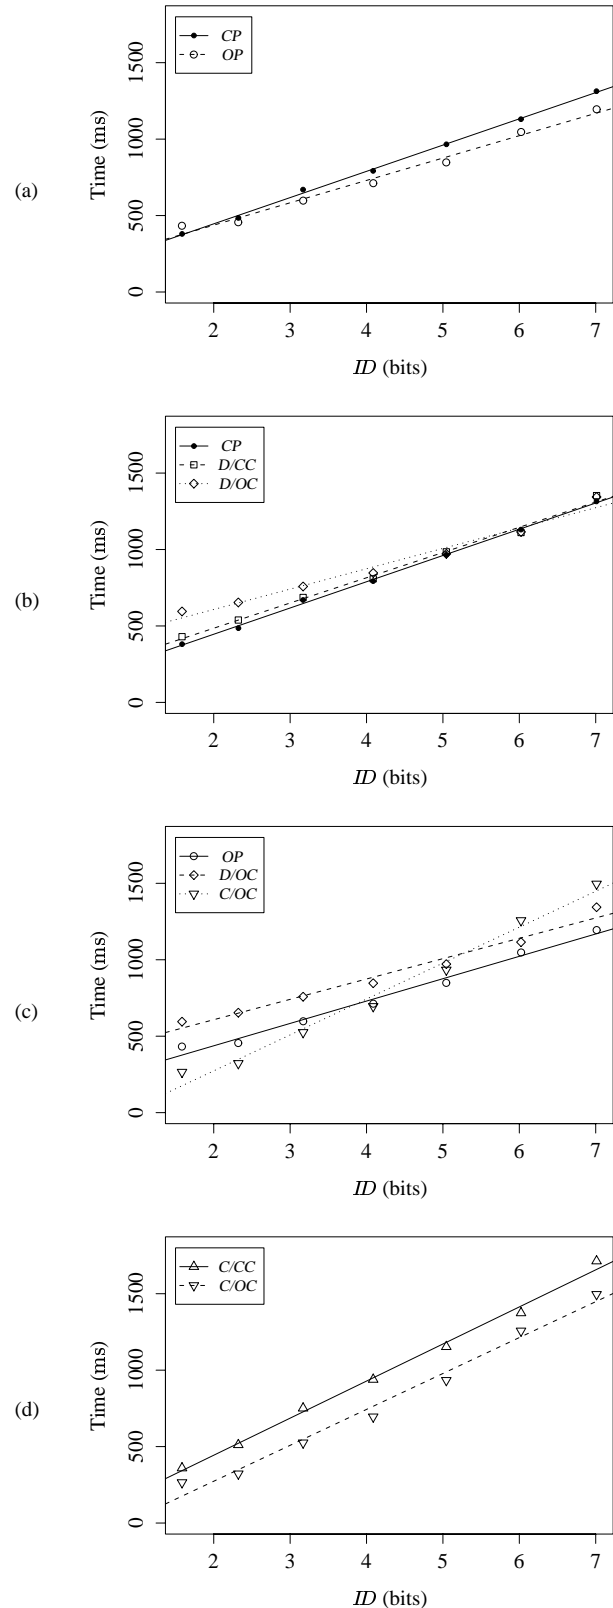 CP
OP
0 500 1000 1500
Time (ms)
(a)
2 3 4 5 6 7
ID (bits)
CP
D/CC
D/OC
0 500 1000 1500
Time (ms)
(b)
2 3 4 5 6 7
ID (bits)
OP
D/OC
C/OC
0 500 1000 1500
Time (ms)
(c)
2 3 4 5 6 7
ID (bits)
C/CC
C/OC
0 500 1000 1500
Time (ms)
(d)
2 3 4 5 6 7
ID (bits)